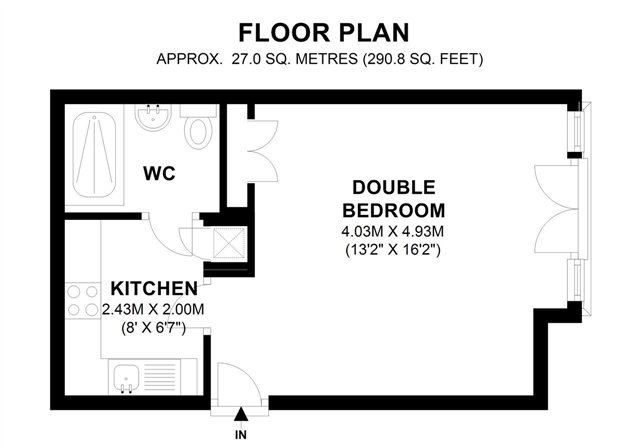 FLOOR PLAN
APPROX. 27.0 SQ. METRES (290.8 SQ. FEET)
WC
DOUBLE
BEDROOM
4.03M X 4.93M
(13'2" X 16'2")
KITCHEN
2.43M X 2.00M
(8' X 6'7")
IN